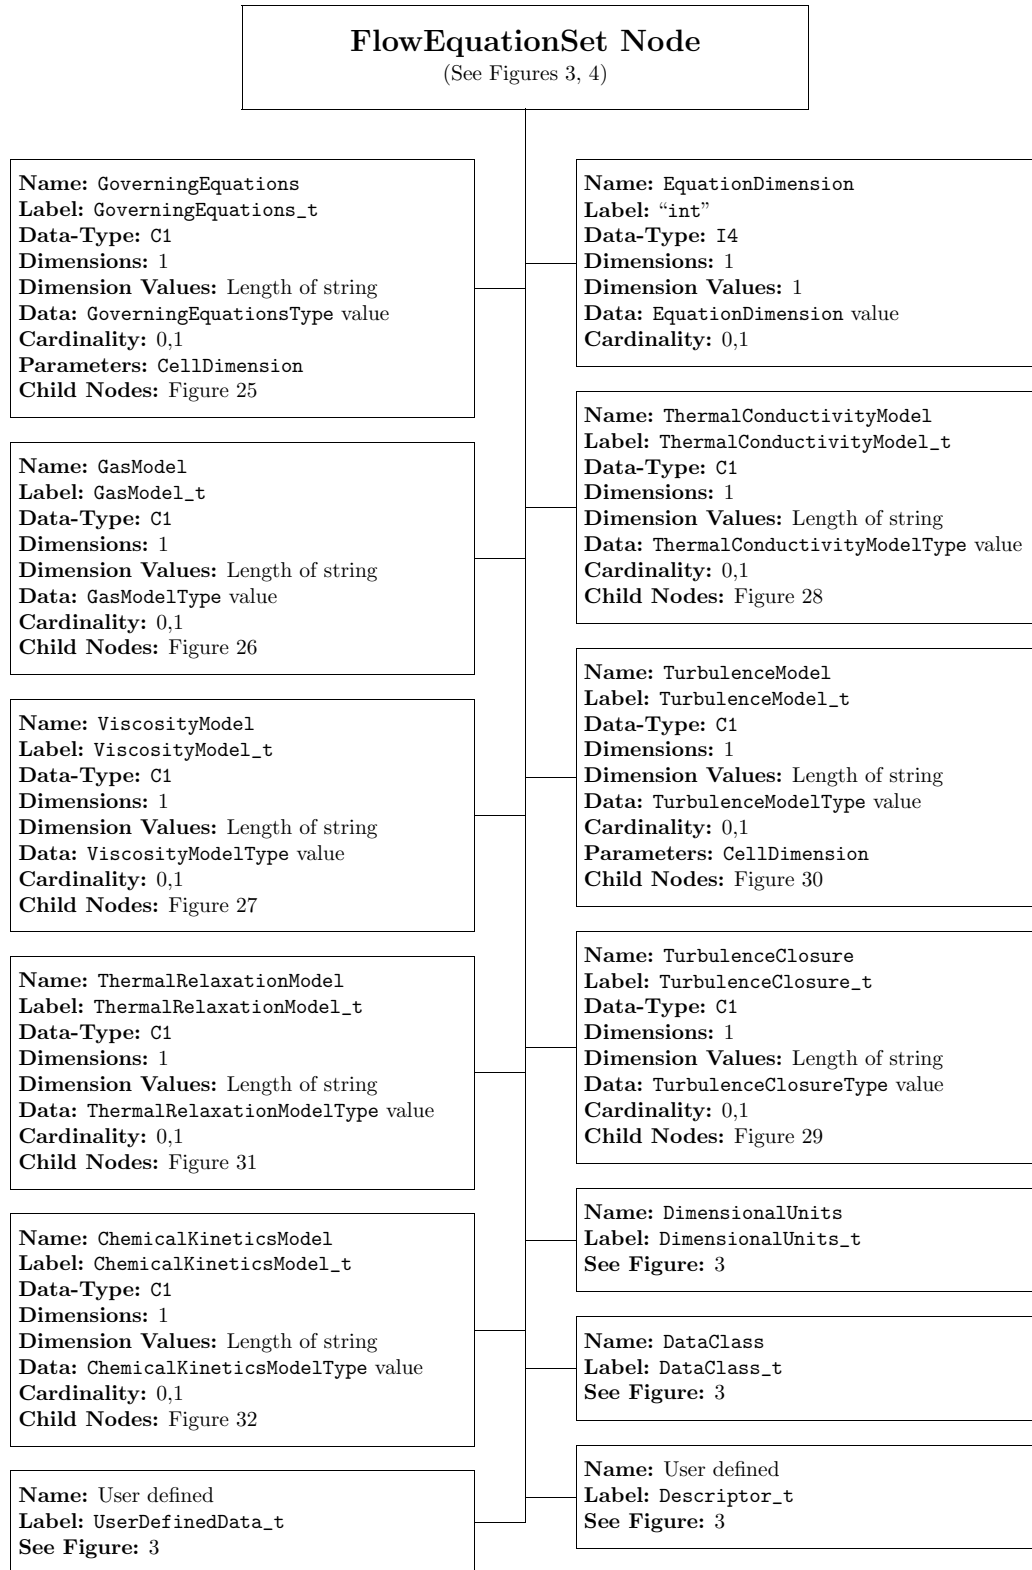 FlowEquationSet Node
(See Figures 3, 4)
Name: GoverningEquations
Label: GoverningEquations_t
Data-Type: C1
Dimensions: 1
Dimension Values: Length of string
Data: GoverningEquationsType value
Cardinality: 0,1
Parameters: CellDimension
Child Nodes: Figure 25
Name: GasModel
Label: GasModel_t
Data-Type: C1
Dimensions: 1
Dimension Values: Length of string
Data: GasModelType value
Cardinality: 0,1
Child Nodes: Figure 26
Name: ViscosityModel
Label: ViscosityModel_t
Data-Type: C1
Dimensions: 1
Dimension Values: Length of string
Data: ViscosityModelType value
Cardinality: 0,1
Child Nodes: Figure 27
Name: ThermalRelaxationModel
Label: ThermalRelaxationModel_t
Data-Type: C1
Dimensions: 1
Dimension Values: Length of string
Data: ThermalRelaxationModelType value
Cardinality: 0,1
Child Nodes: Figure 31
Name: ChemicalKineticsModel
Label: ChemicalKineticsModel_t
Data-Type: C1
Dimensions: 1
Dimension Values: Length of string
Data: ChemicalKineticsModelType value
Cardinality: 0,1
Child Nodes: Figure 32
Name: User defined
Label: UserDefinedData_t
See Figure: 3
Name: EquationDimension
Label: “int”
Data-Type: I4
Dimensions: 1
Dimension Values: 1
Data: EquationDimension value
Cardinality: 0,1
Name: ThermalConductivityModel
Label: ThermalConductivityModel_t
Data-Type: C1
Dimensions: 1
Dimension Values: Length of string
Data: ThermalConductivityModelType value
Cardinality: 0,1
Child Nodes: Figure 28
Name: TurbulenceModel
Label: TurbulenceModel_t
Data-Type: C1
Dimensions: 1
Dimension Values: Length of string
Data: TurbulenceModelType value
Cardinality: 0,1
Parameters: CellDimension
Child Nodes: Figure 30
Name: TurbulenceClosure
Label: TurbulenceClosure_t
Data-Type: C1
Dimensions: 1
Dimension Values: Length of string
Data: TurbulenceClosureType value
Cardinality: 0,1
Child Nodes: Figure 29
Name: DimensionalUnits
Label: DimensionalUnits_t
See Figure: 3
Name: DataClass
Label: DataClass_t
See Figure: 3
Name: User defined
Label: Descriptor_t
See Figure: 3